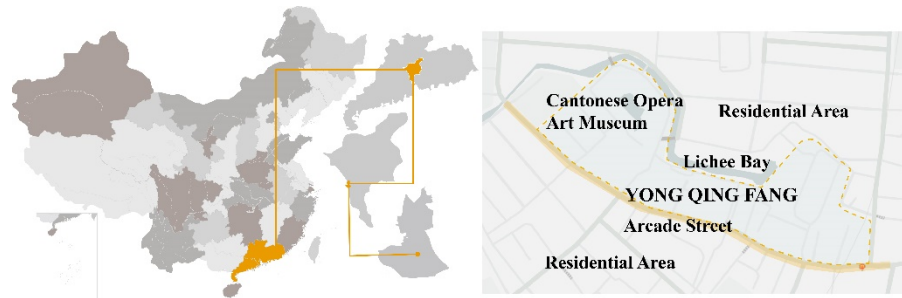 Cantonese Opera
Art Muscum
Residential Area
Lichee Bay
YONG QING FANG
Arcade Street
Residential Area